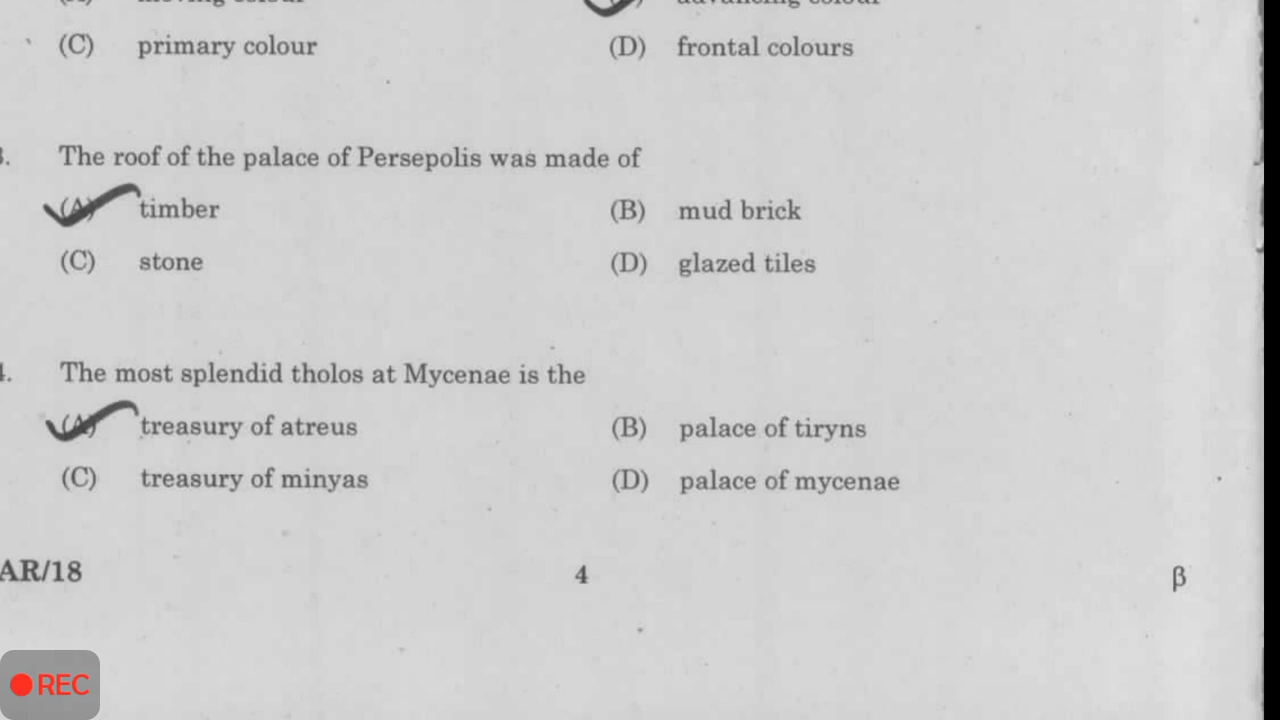 (C) primary colour (D) frontal colours
The roof of the palace of Persepolis was made of
(A) timber (B) mud brick
(C) stone (D) glazed tiles
The most splendid tholos at Mycenae is the
(A) treasury of atreus (B) palace of tiryns
(C) treasury of minyas (D) palace of mycenae
AR/18 4 β
REC